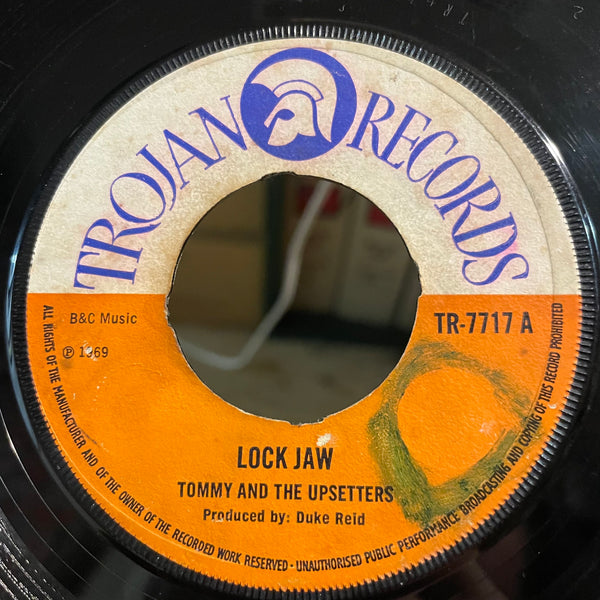 TROJAN RECORDS
B&C Music
TR-7717 A
℗ 1969
LOCK JAW
TOMMY AND THE UPSETTERS
Produced by: Duke Reid
ALL RIGHTS OF THE MANUFACTURER AND OF THE OWNER OF THE RECORDED WORK RESERVED - UNAUTHORISED PUBLIC PERFORMANCE BROADCASTING AND COPYING OF THIS RECORD PROHIBITED